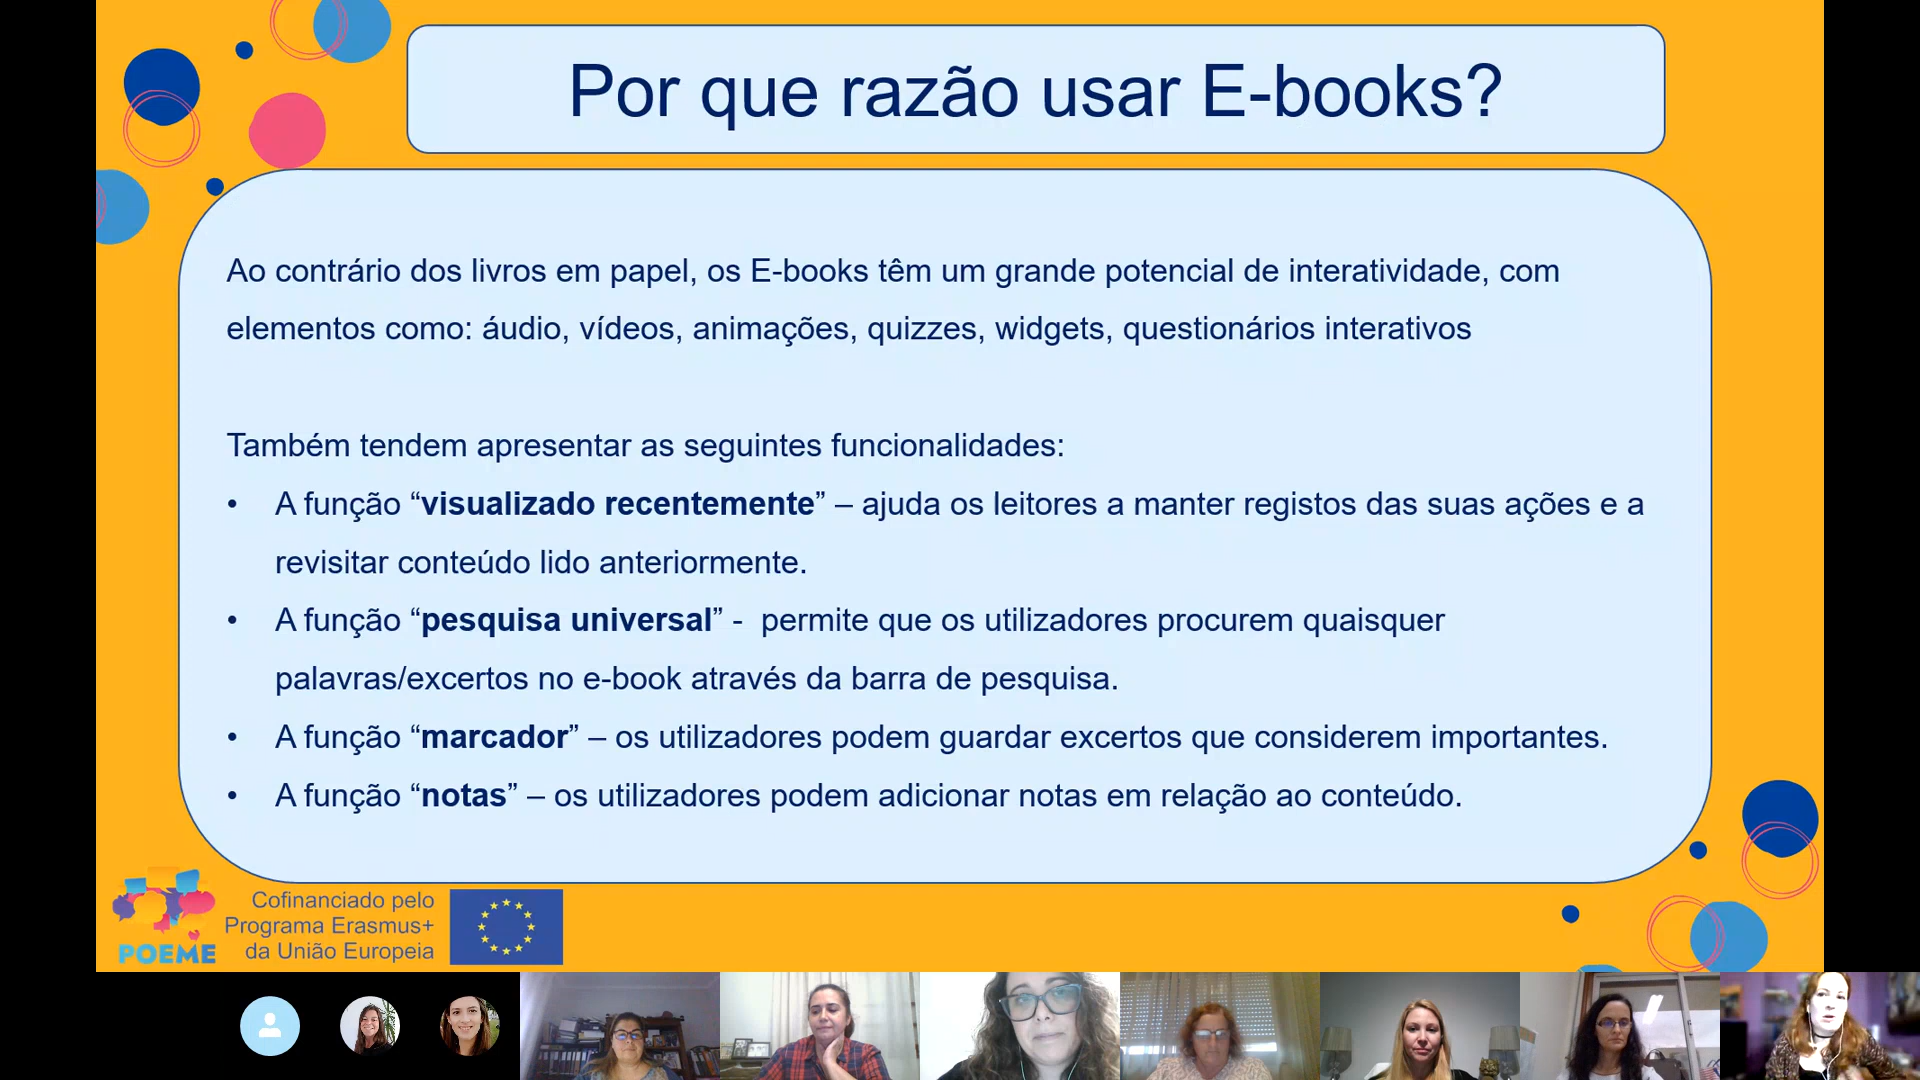 Por que razão usar E-books?
Ao contrário dos livros em papel, os E-books têm um grande potencial de interatividade, com
elementos como: áudio, vídeos, animações, quizzes, widgets, questionários interativos
Também tendem apresentar as seguintes funcionalidades:
• A função “visualizado recentemente” – ajuda os leitores a manter registos das suas ações e a
revisitar conteúdo lido anteriormente.
• A função “pesquisa universal” -  permite que os utilizadores procurem quaisquer
palavras/excertos no e-book através da barra de pesquisa.
• A função “marcador” – os utilizadores podem guardar excertos que considerem importantes.
• A função “notas” – os utilizadores podem adicionar notas em relação ao conteúdo.
POEME
Cofinanciado pelo
Programa Erasmus+
da União Europeia